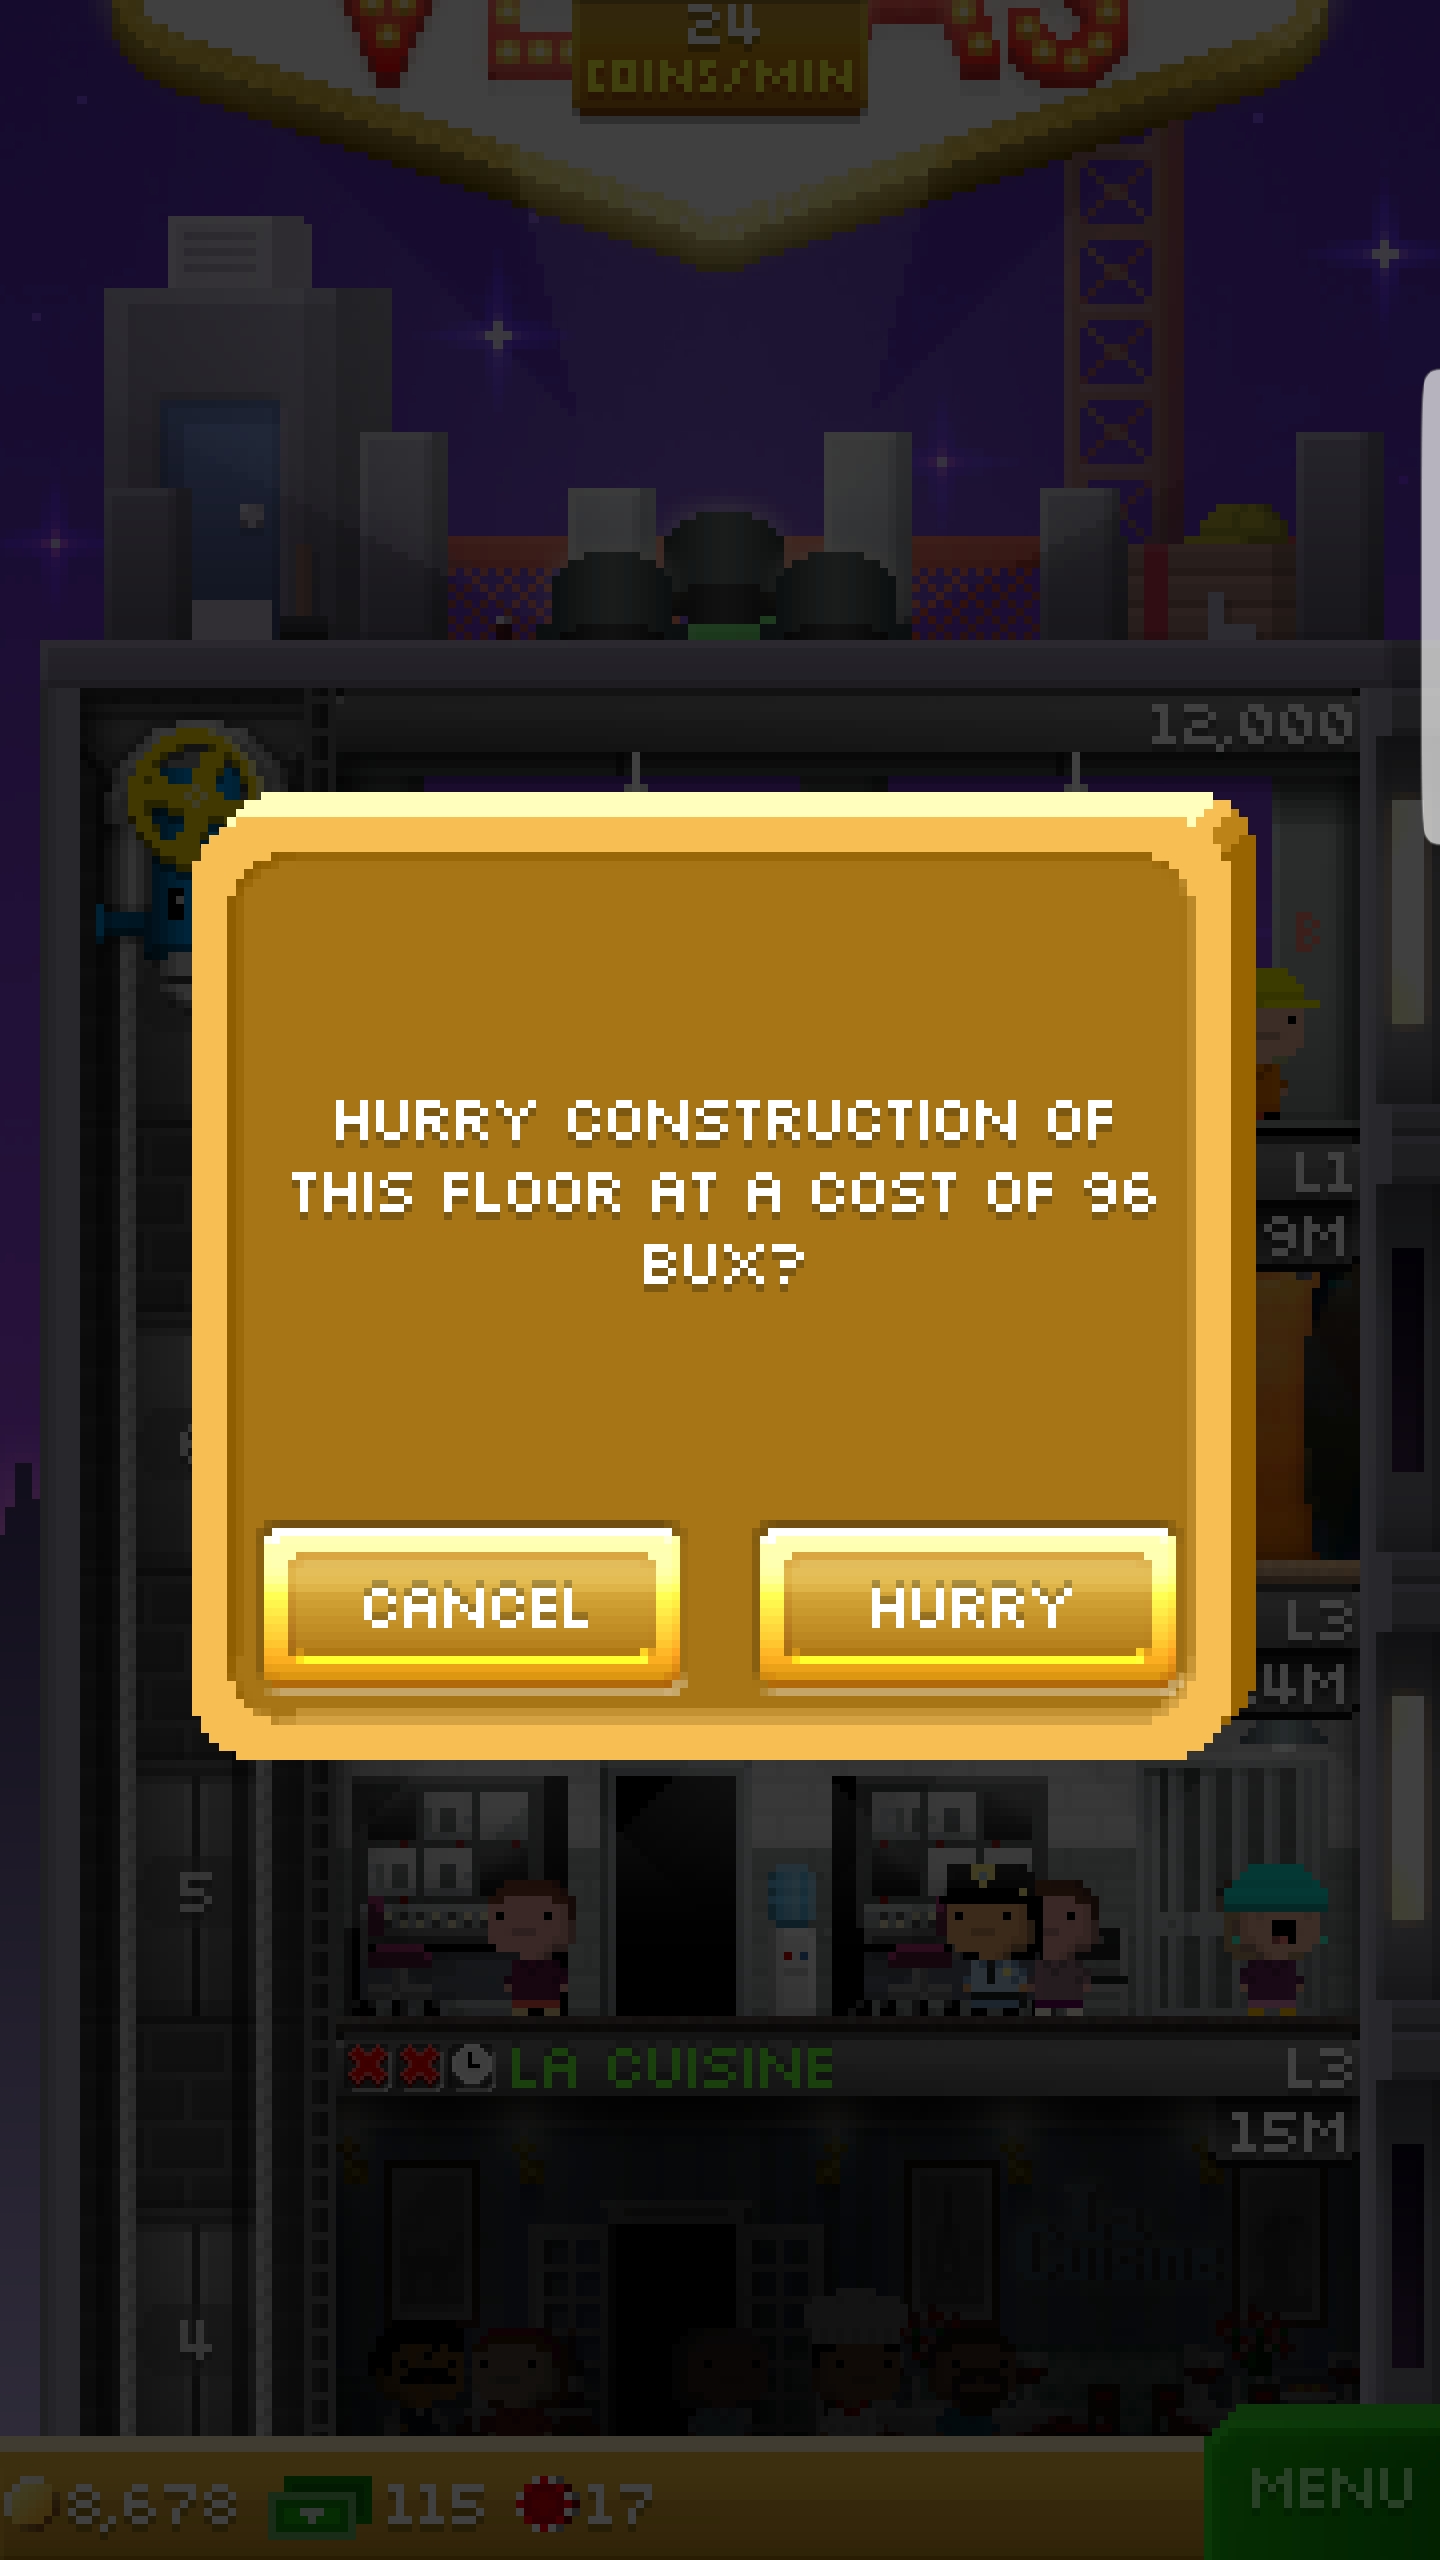 24
COINS/MIN
12,000
B
HURRY CONSTRUCTION OF
THIS FLOOR AT A COST OF 96
BUX?
CANCEL
HURRY
L1
9M
L3
4M
5
LA CUISINE
L3
15M
4
8,678
115
17
MENU